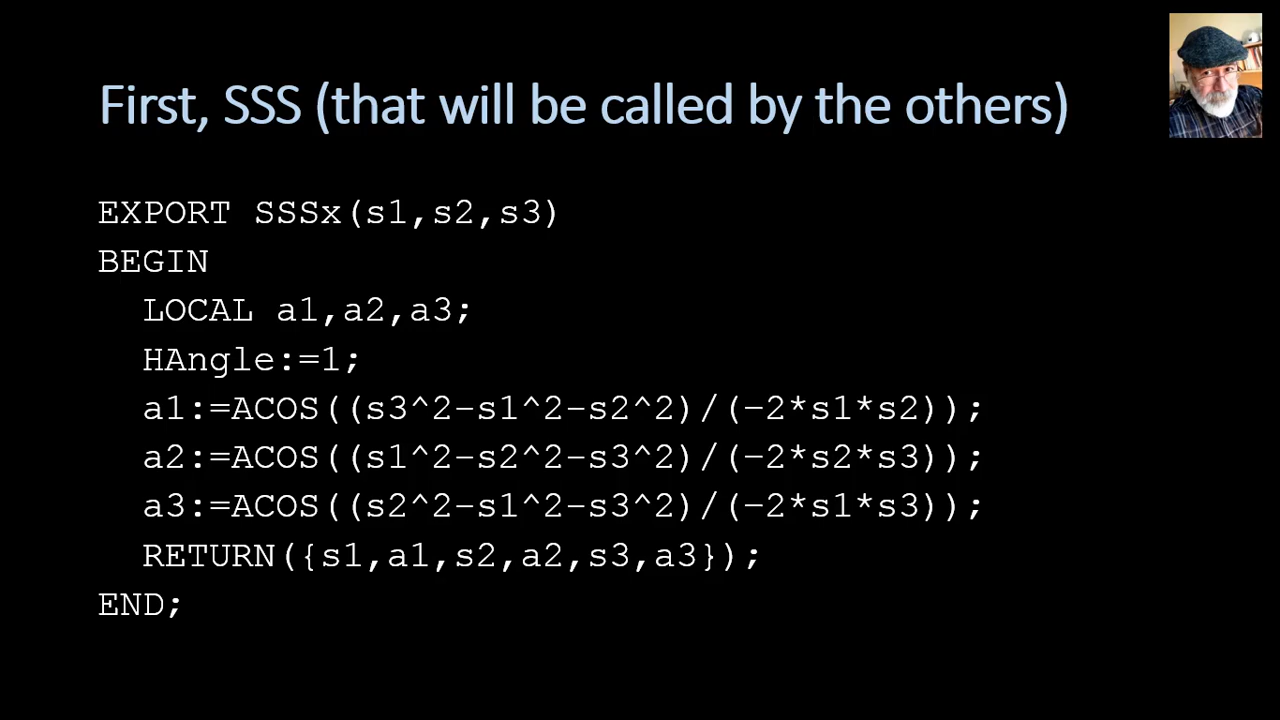 First, SSS (that will be called by the others)
EXPORT SSSx(s1,s2,s3)
BEGIN
LOCAL a1,a2,a3;
HAngle:=1;
a1:=ACOS((s3^2-s1^2-s2^2)/(-2*s1*s2));
a2:=ACOS((s1^2-s2^2-s3^2)/(-2*s2*s3));
a3:=ACOS((s2^2-s1^2-s3^2)/(-2*s1*s3));
RETURN({s1,a1,s2,a2,s3,a3});
END;